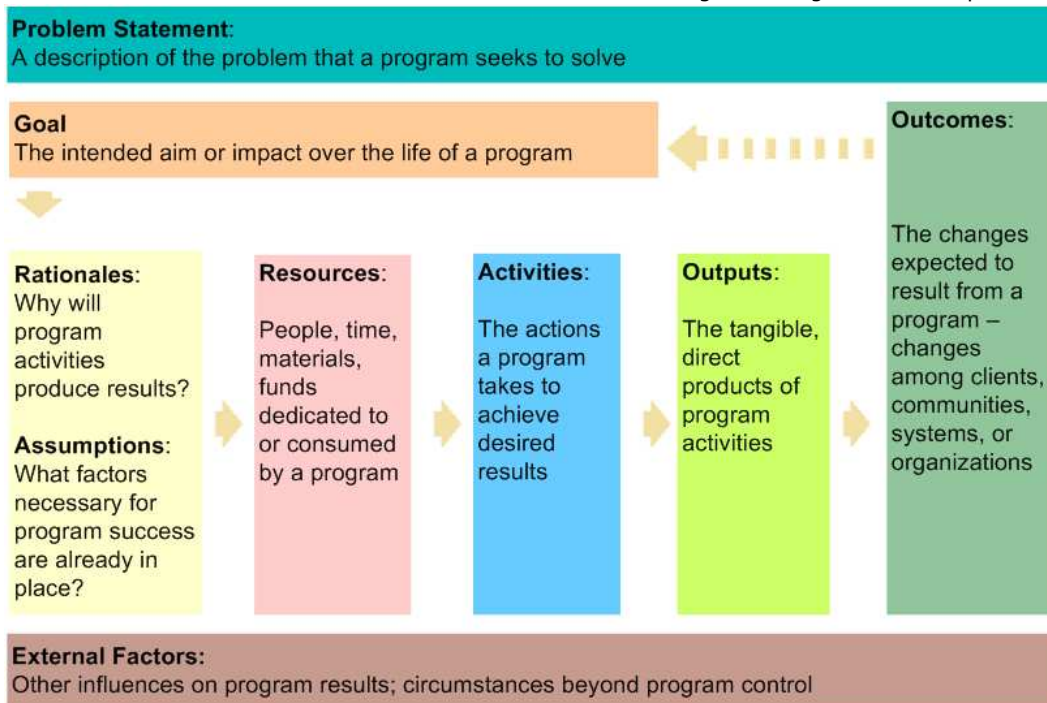 Problem Statement:
A description of the problem that a program seeks to solve
Goal
The intended aim or impact over the life of a program
Rationales:
Why will
program
activities
produce results?
Assumptions:
What factors
necessary for
program success
are already in
place?
Resources:
People, time,
materials,
funds
dedicated to
or consumed
by a program
Activities:
The actions
a program
takes to
achieve
desired
results
Outputs:
The tangible,
direct
products of
program
activities
Outcomes:
The changes
expected to
result from a
program –
changes
among clients,
communities,
systems, or
organizations
External Factors:
Other influences on program results; circumstances beyond program control